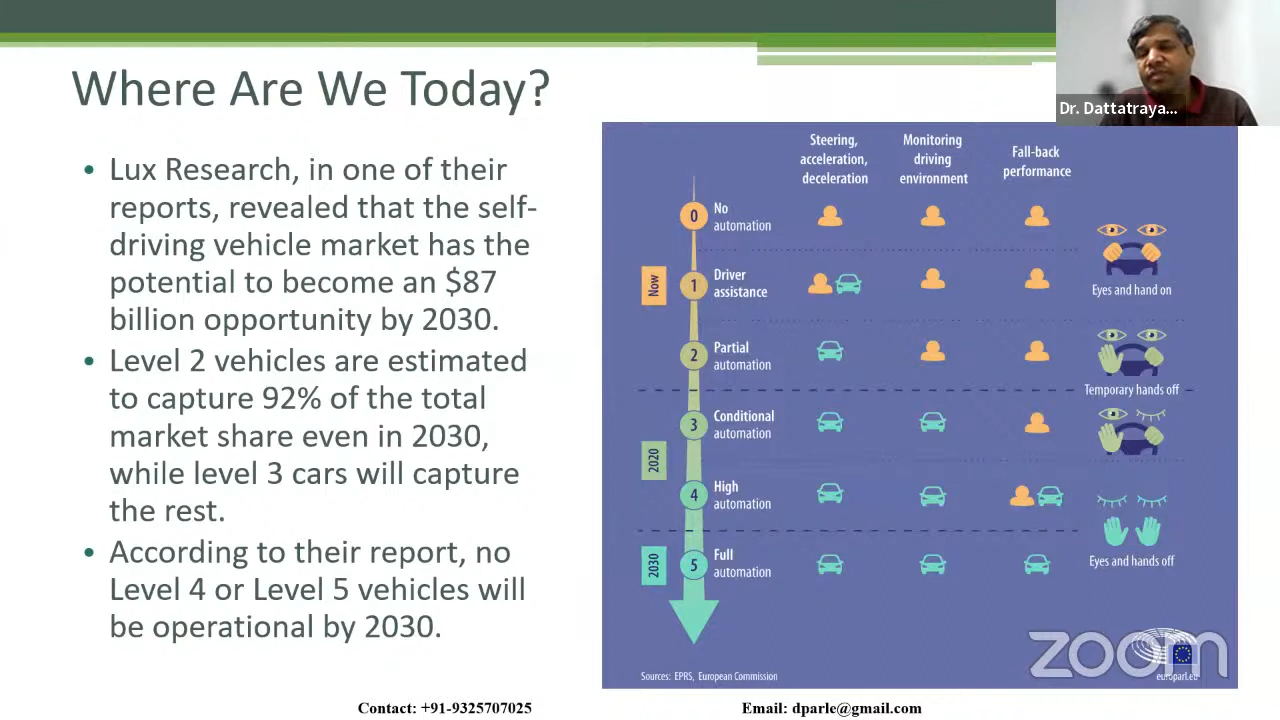 Where Are We Today?
Dr. Dattatraya...
• Lux Research, in one of their
reports, revealed that the self-
driving vehicle market has the
potential to become an $87
billion opportunity by 2030.
• Level 2 vehicles are estimated
to capture 92% of the total
market share even in 2030,
while level 3 cars will capture
the rest.
• According to their report, no
Level 4 or Level 5 vehicles will
be operational by 2030.
Steering,
acceleration,
deceleration
Monitoring
driving
environment
Fall-back
performance
0
No
automation
Now
1
Driver
assistance
Eyes and hand on
2
Partial
automation
Temporary hands off
3
Conditional
automation
2020
4
High
automation
2030
5
Full
automation
Eyes and hands off
zoom
Sources: EPRS, European Commission
europarl.eu
Contact: +91-9325707025
Email: dparle@gmail.com